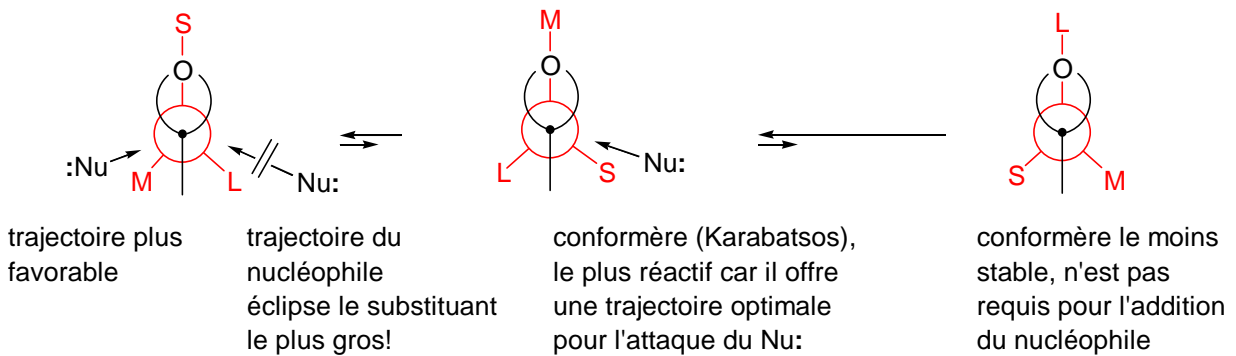 S
O
:Nu
M
L
Nu:
M
O
L
S
Nu:
L
O
S
M
trajectoire plus
favorable
trajectoire du
nucléophile
éclipse le substituant
le plus gros!
conformère (Karabatsos),
le plus réactif car il offre
une trajectoire optimale
pour l'attaque du Nu:
conformère le moins
stable, n'est pas
requis pour l'addition
du nucléophile